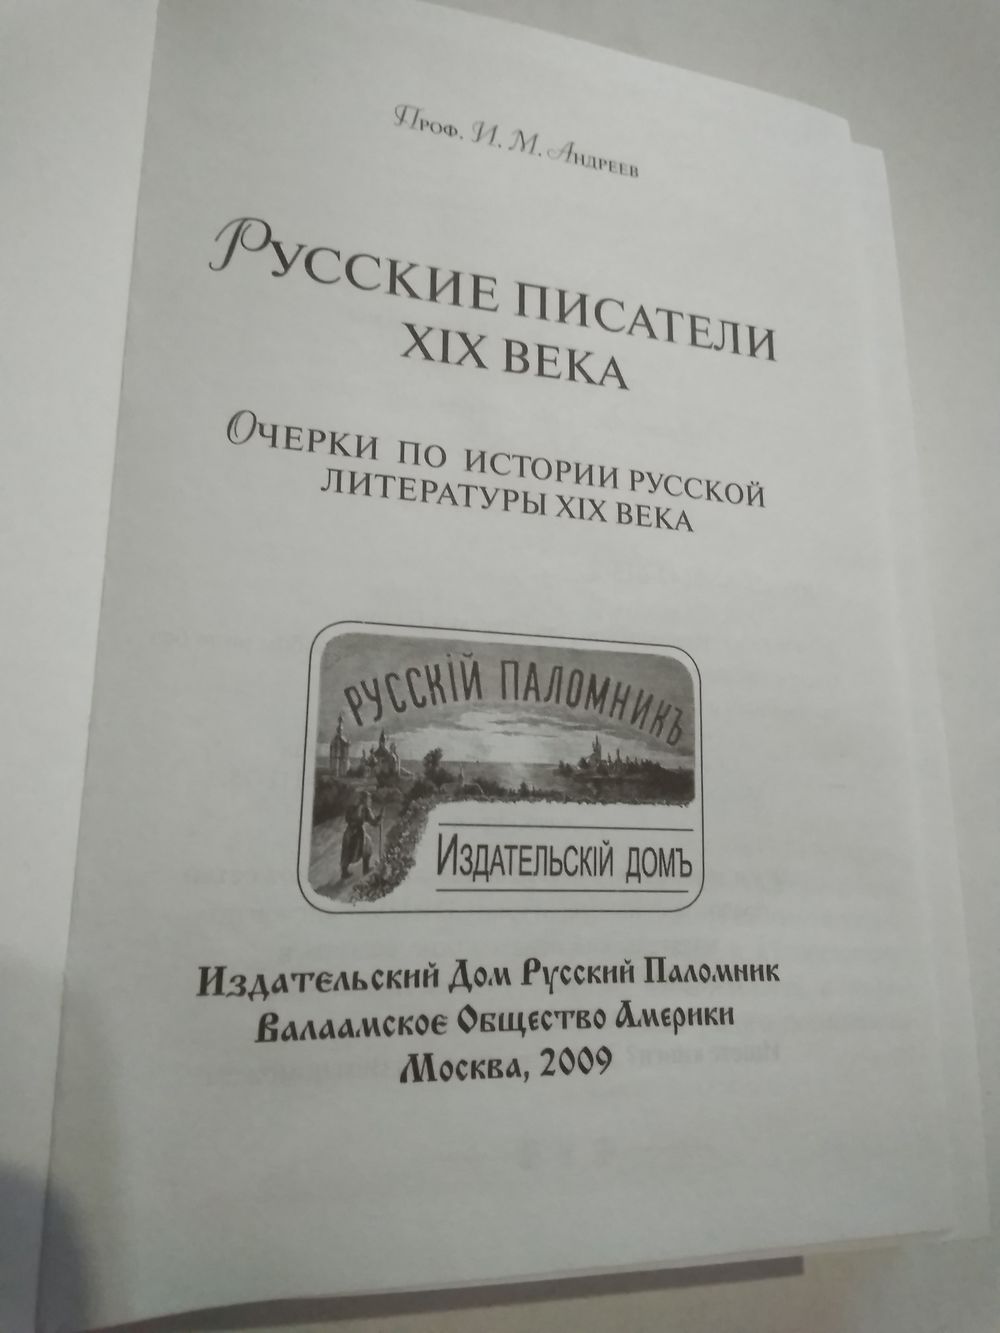 Проф. И. М. Андреев
Русские писатели
XIX века
Очерки по истории русской
литературы XIX века
РУССКІЙ ПАЛОМНИКЪ
Издательскій домъ
Издательский Дом Русский Паломник
Валаамское Общество Америки
Москва, 2009